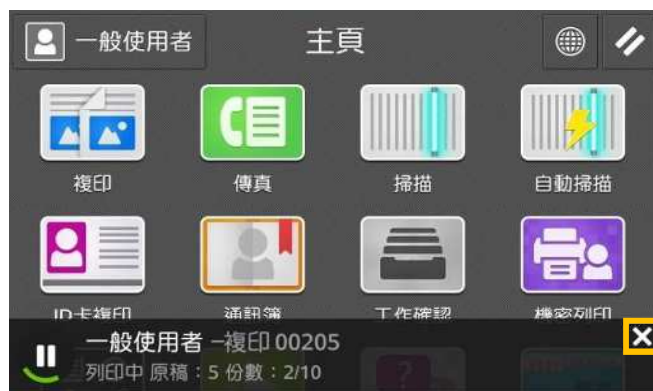 一般使用者
主頁
複印
傳真
掃描
自動掃描
ID卡複印
通訊簿
工作確認
機密列印
一般使用者 –複印 00205
列印中 原稿：5 份數：2/10